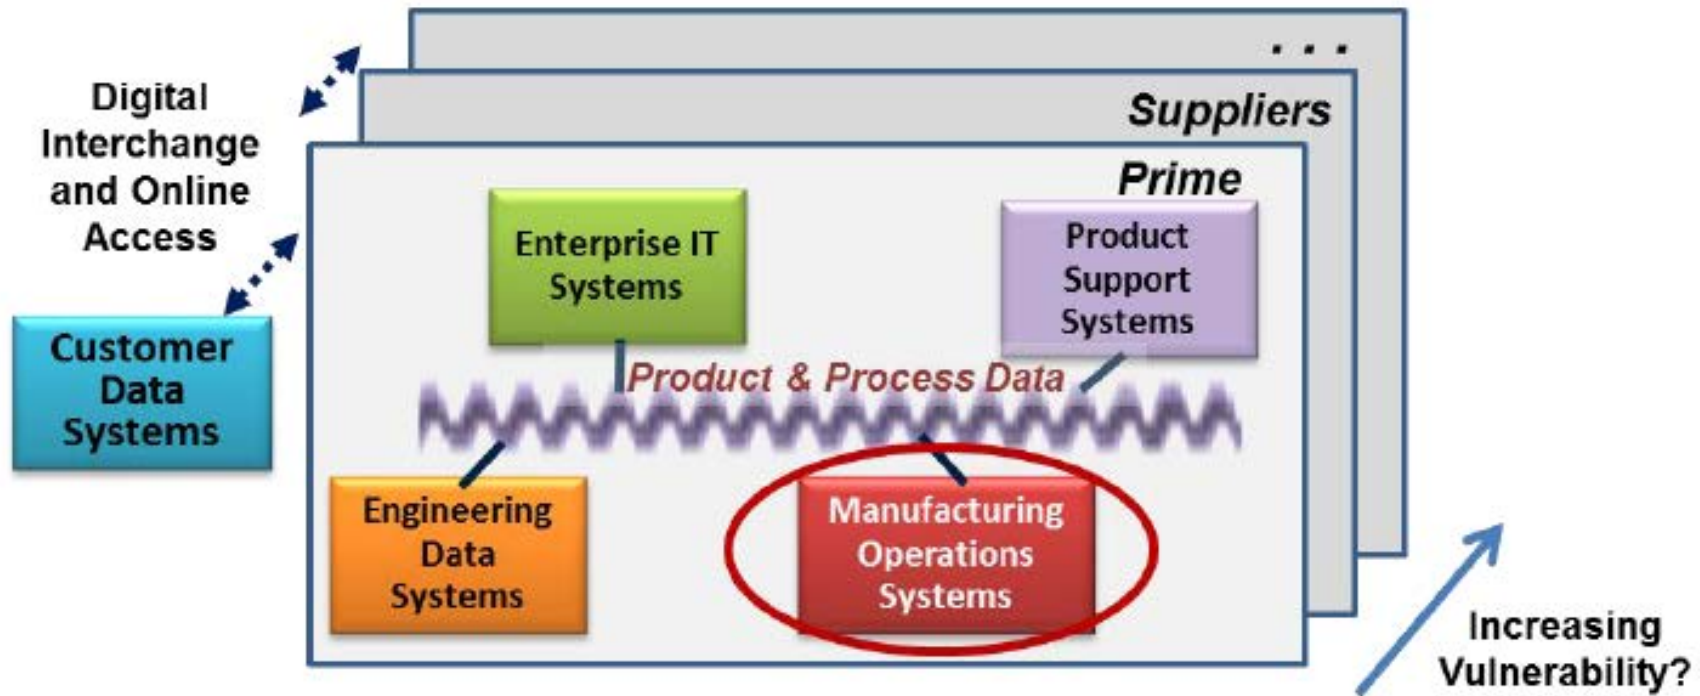 . . .
Suppliers
Prime
Digital
Interchange
and Online
Access
Enterprise IT
Systems
Product
Support
Systems
Customer
Data
Systems
Product & Process Data
Engineering
Data
Systems
Manufacturing
Operations
Systems
Increasing
Vulnerability?